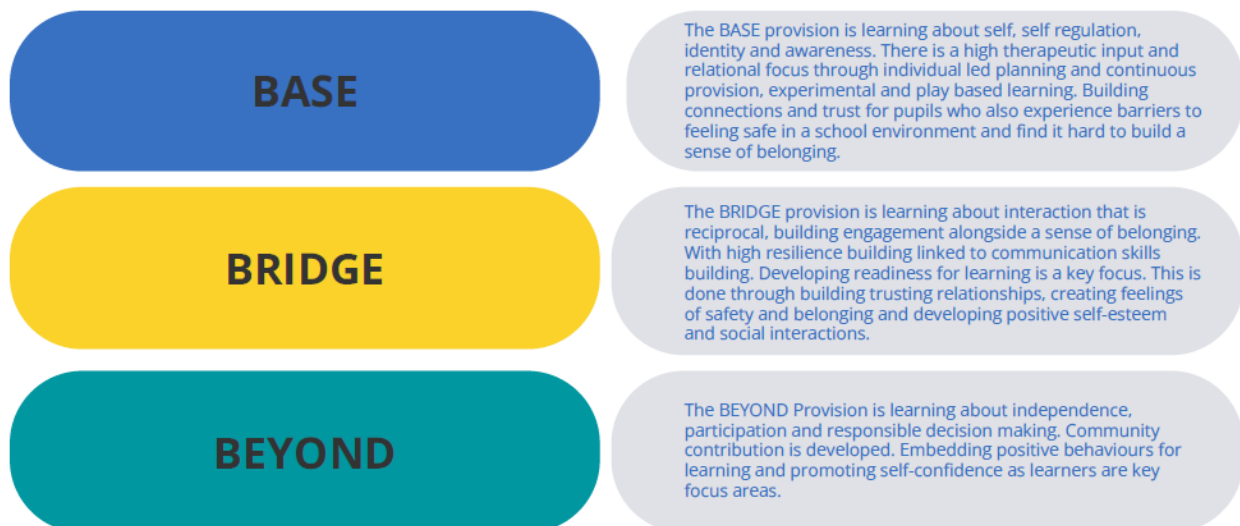 BASE
The BASE provision is learning about self, self regulation,
identity and awareness. There is a high therapeutic input and
relational focus through individual led planning and continuous
provision, experimental and play based learning. Building
connections and trust for pupils who also experience barriers to
feeling safe in a school environment and find it hard to build a
sense of belonging.
BRIDGE
The BRIDGE provision is learning about interaction that is
reciprocal, building engagement alongside a sense of belonging.
With high resilience building linked to communication skills
building. Developing readiness for learning is a key focus. This is
done through building trusting relationships, creating feelings
of safety and belonging and developing positive self-esteem
and social interactions.
BEYOND
The BEYOND Provision is learning about independence,
participation and responsible decision making. Community
contribution is developed. Embedding positive behaviours for
learning and promoting self-confidence as learners are key
focus areas.